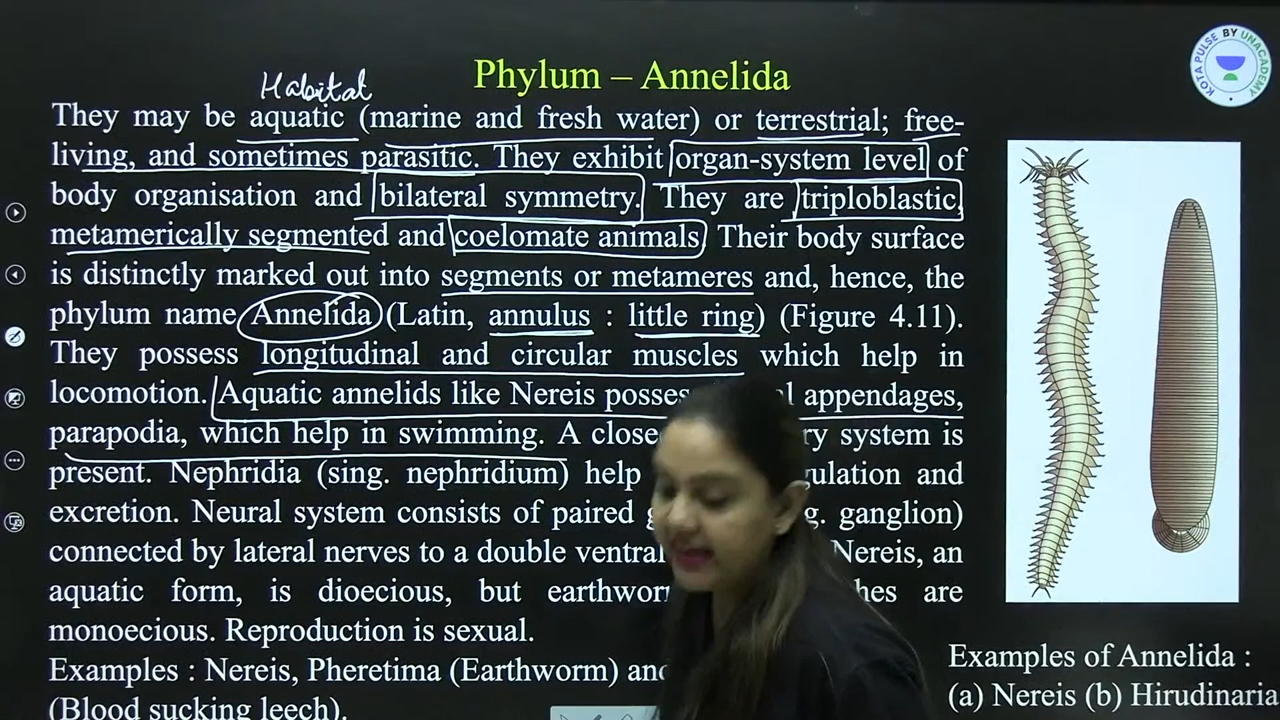 KOTA PULSE BY UNACADEMY
Phylum – Annelida
Habitat
They may be aquatic (marine and fresh water) or terrestrial; free-
living, and sometimes parasitic. They exhibit organ-system level of
body organisation and bilateral symmetry. They are triploblastic,
metamerically segmented and coelomate animals. Their body surface
is distinctly marked out into segments or metameres and, hence, the
phylum name Annelida (Latin, annulus : little ring) (Figure 4.11).
They possess longitudinal and circular muscles which help in
locomotion. Aquatic annelids like Nereis posses l appendages,
parapodia, which help in swimming. A close ry system is
present. Nephridia (sing. nephridium) help gulation and
excretion. Neural system consists of paired g. ganglion)
connected by lateral nerves to a double ventral Nereis, an
aquatic form, is dioecious, but earthwor hes are
monoecious. Reproduction is sexual.
Examples : Nereis, Pheretima (Earthworm) and
(Blood sucking leech).
Examples of Annelida :
(a) Nereis (b) Hirudinaria